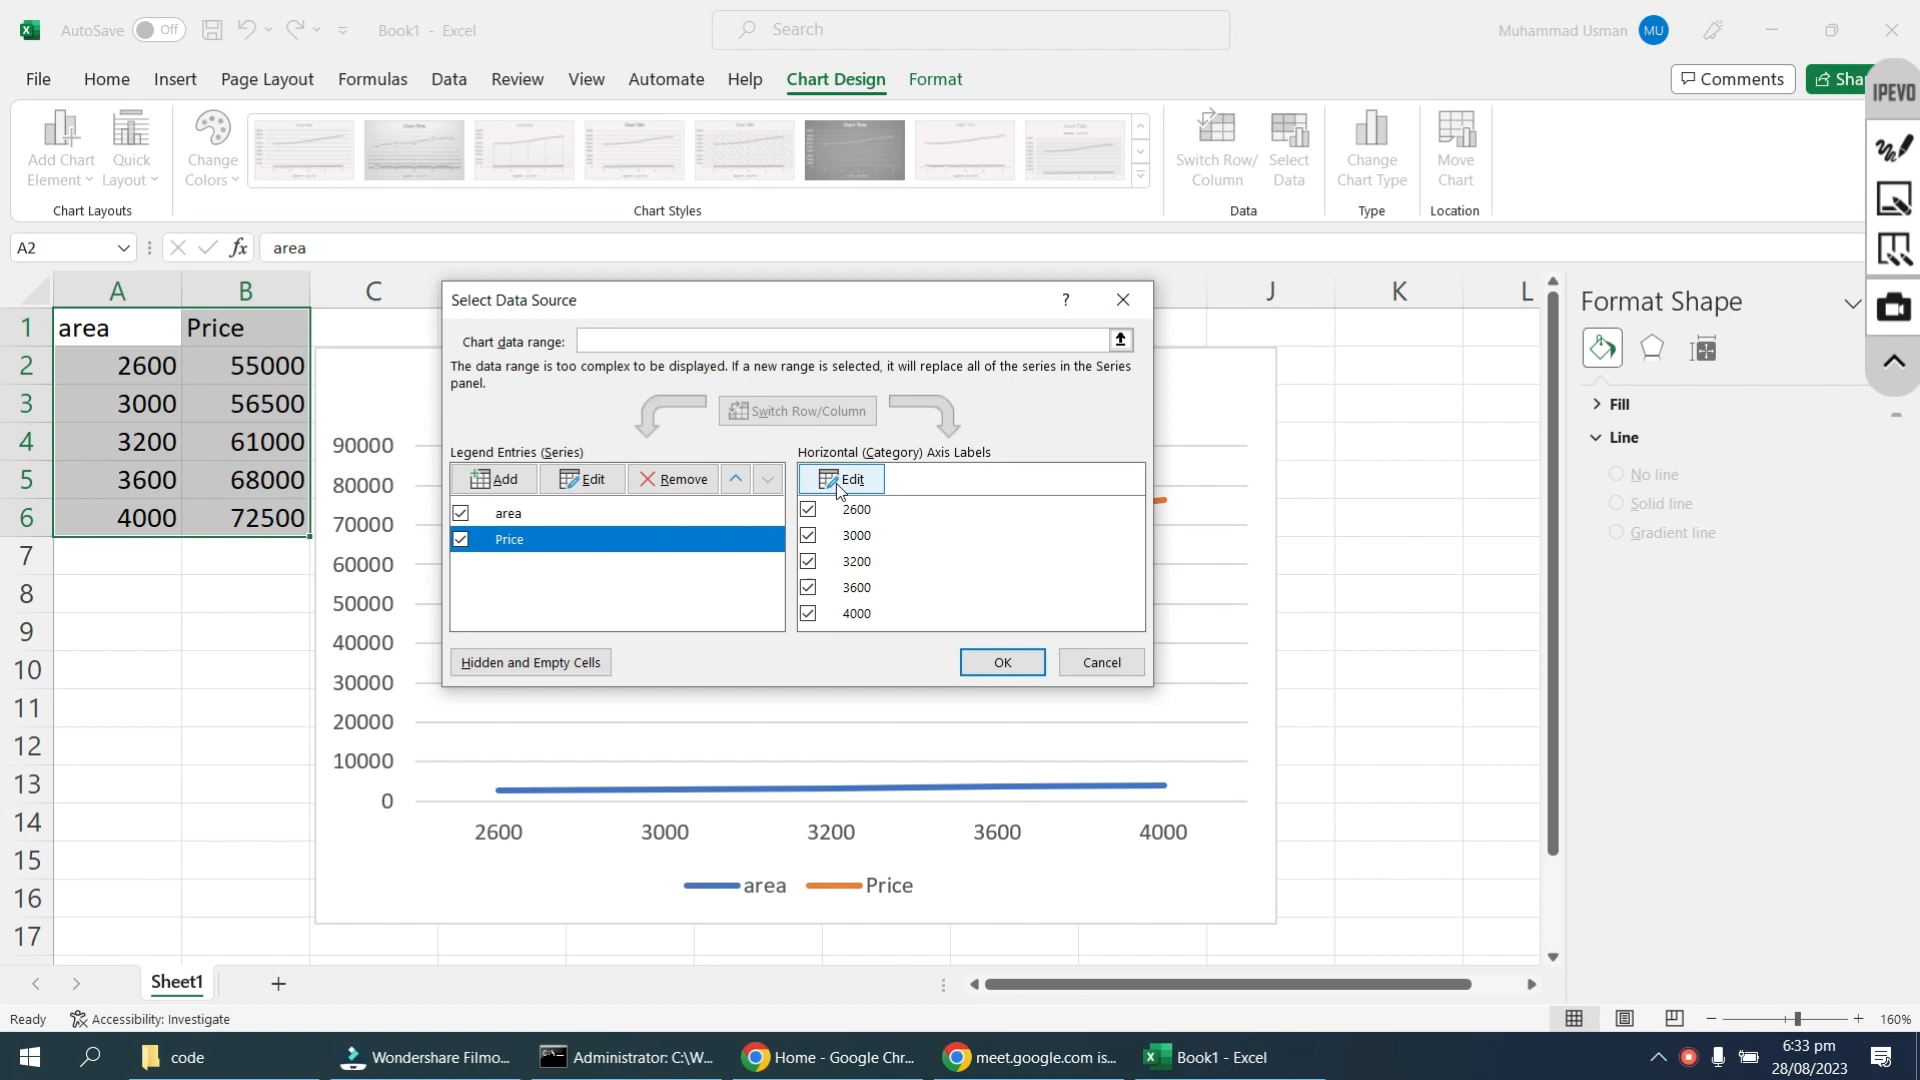 AutoSave Off Book1 - Excel Search Muhammad Usman MU
File Home Insert Page Layout Formulas Data Review View Automate Help Chart Design Format Comments Shar
IPEVO
Add Chart Element Quick Layout Change Colors Switch Row/ Column Select Data Change Chart Type Move Chart
Chart Layouts Chart Styles Data Type Location
A2 fx area
A B C J K L
1 area Price
2 2600 55000
3 3000 56500
4 3200 61000
5 3600 68000
6 4000 72500
7
8
9
10
11
12
13
14
15
16
17
Select Data Source ?
Chart data range:
The data range is too complex to be displayed. If a new range is selected, it will replace all of the series in the Series
panel.
Switch Row/Column
Legend Entries (Series) Horizontal (Category) Axis Labels
Add Edit Remove Edit
area
Price
2600
3000
3200
3600
4000
Hidden and Empty Cells OK Cancel
90000
80000
70000
60000
50000
40000
30000
20000
10000
0
2600 3000 3200 3600 4000
area Price
Format Shape
Fill
Line
No line
Solid line
Gradient line
Sheet1
Ready Accessibility: Investigate 160%
code Wondershare Filmo... Administrator: C:\W... Home - Google Chr... meet.google.com is... Book1 - Excel 6:33 pm
28/08/2023